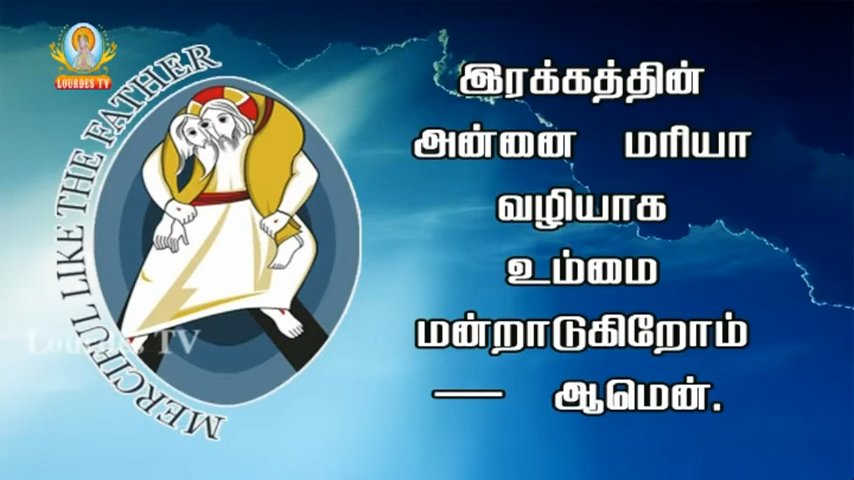 LOURDES TV
MERCIFUL LIKE THE FATHER
இரக்கத்தின்
அன்னை மரியா
வழியாக
உம்மை
மன்றாடுகிறோம்
— ஆமென்.
Lourdes TV